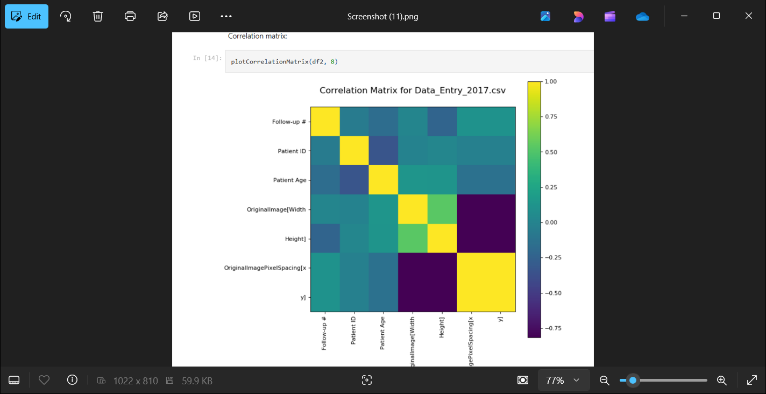 Edit
Screenshot (11).png
Correlation matrix:
In [14]:
plotCorrelationMatrix(df2, 8)
Correlation Matrix for Data_Entry_2017.csv
Follow-up #
Patient ID
Patient Age
OriginalImage[Width
Height]
OriginalImagePixelSpacing[x
y]
1.00
0.75
0.50
0.25
0.00
−0.25
−0.50
−0.75
Follow-up #
Patient ID
Patient Age
ginalImage[Width
Height]
gePixelSpacing[x
y]
1022 x 810
59.9 KB
77%